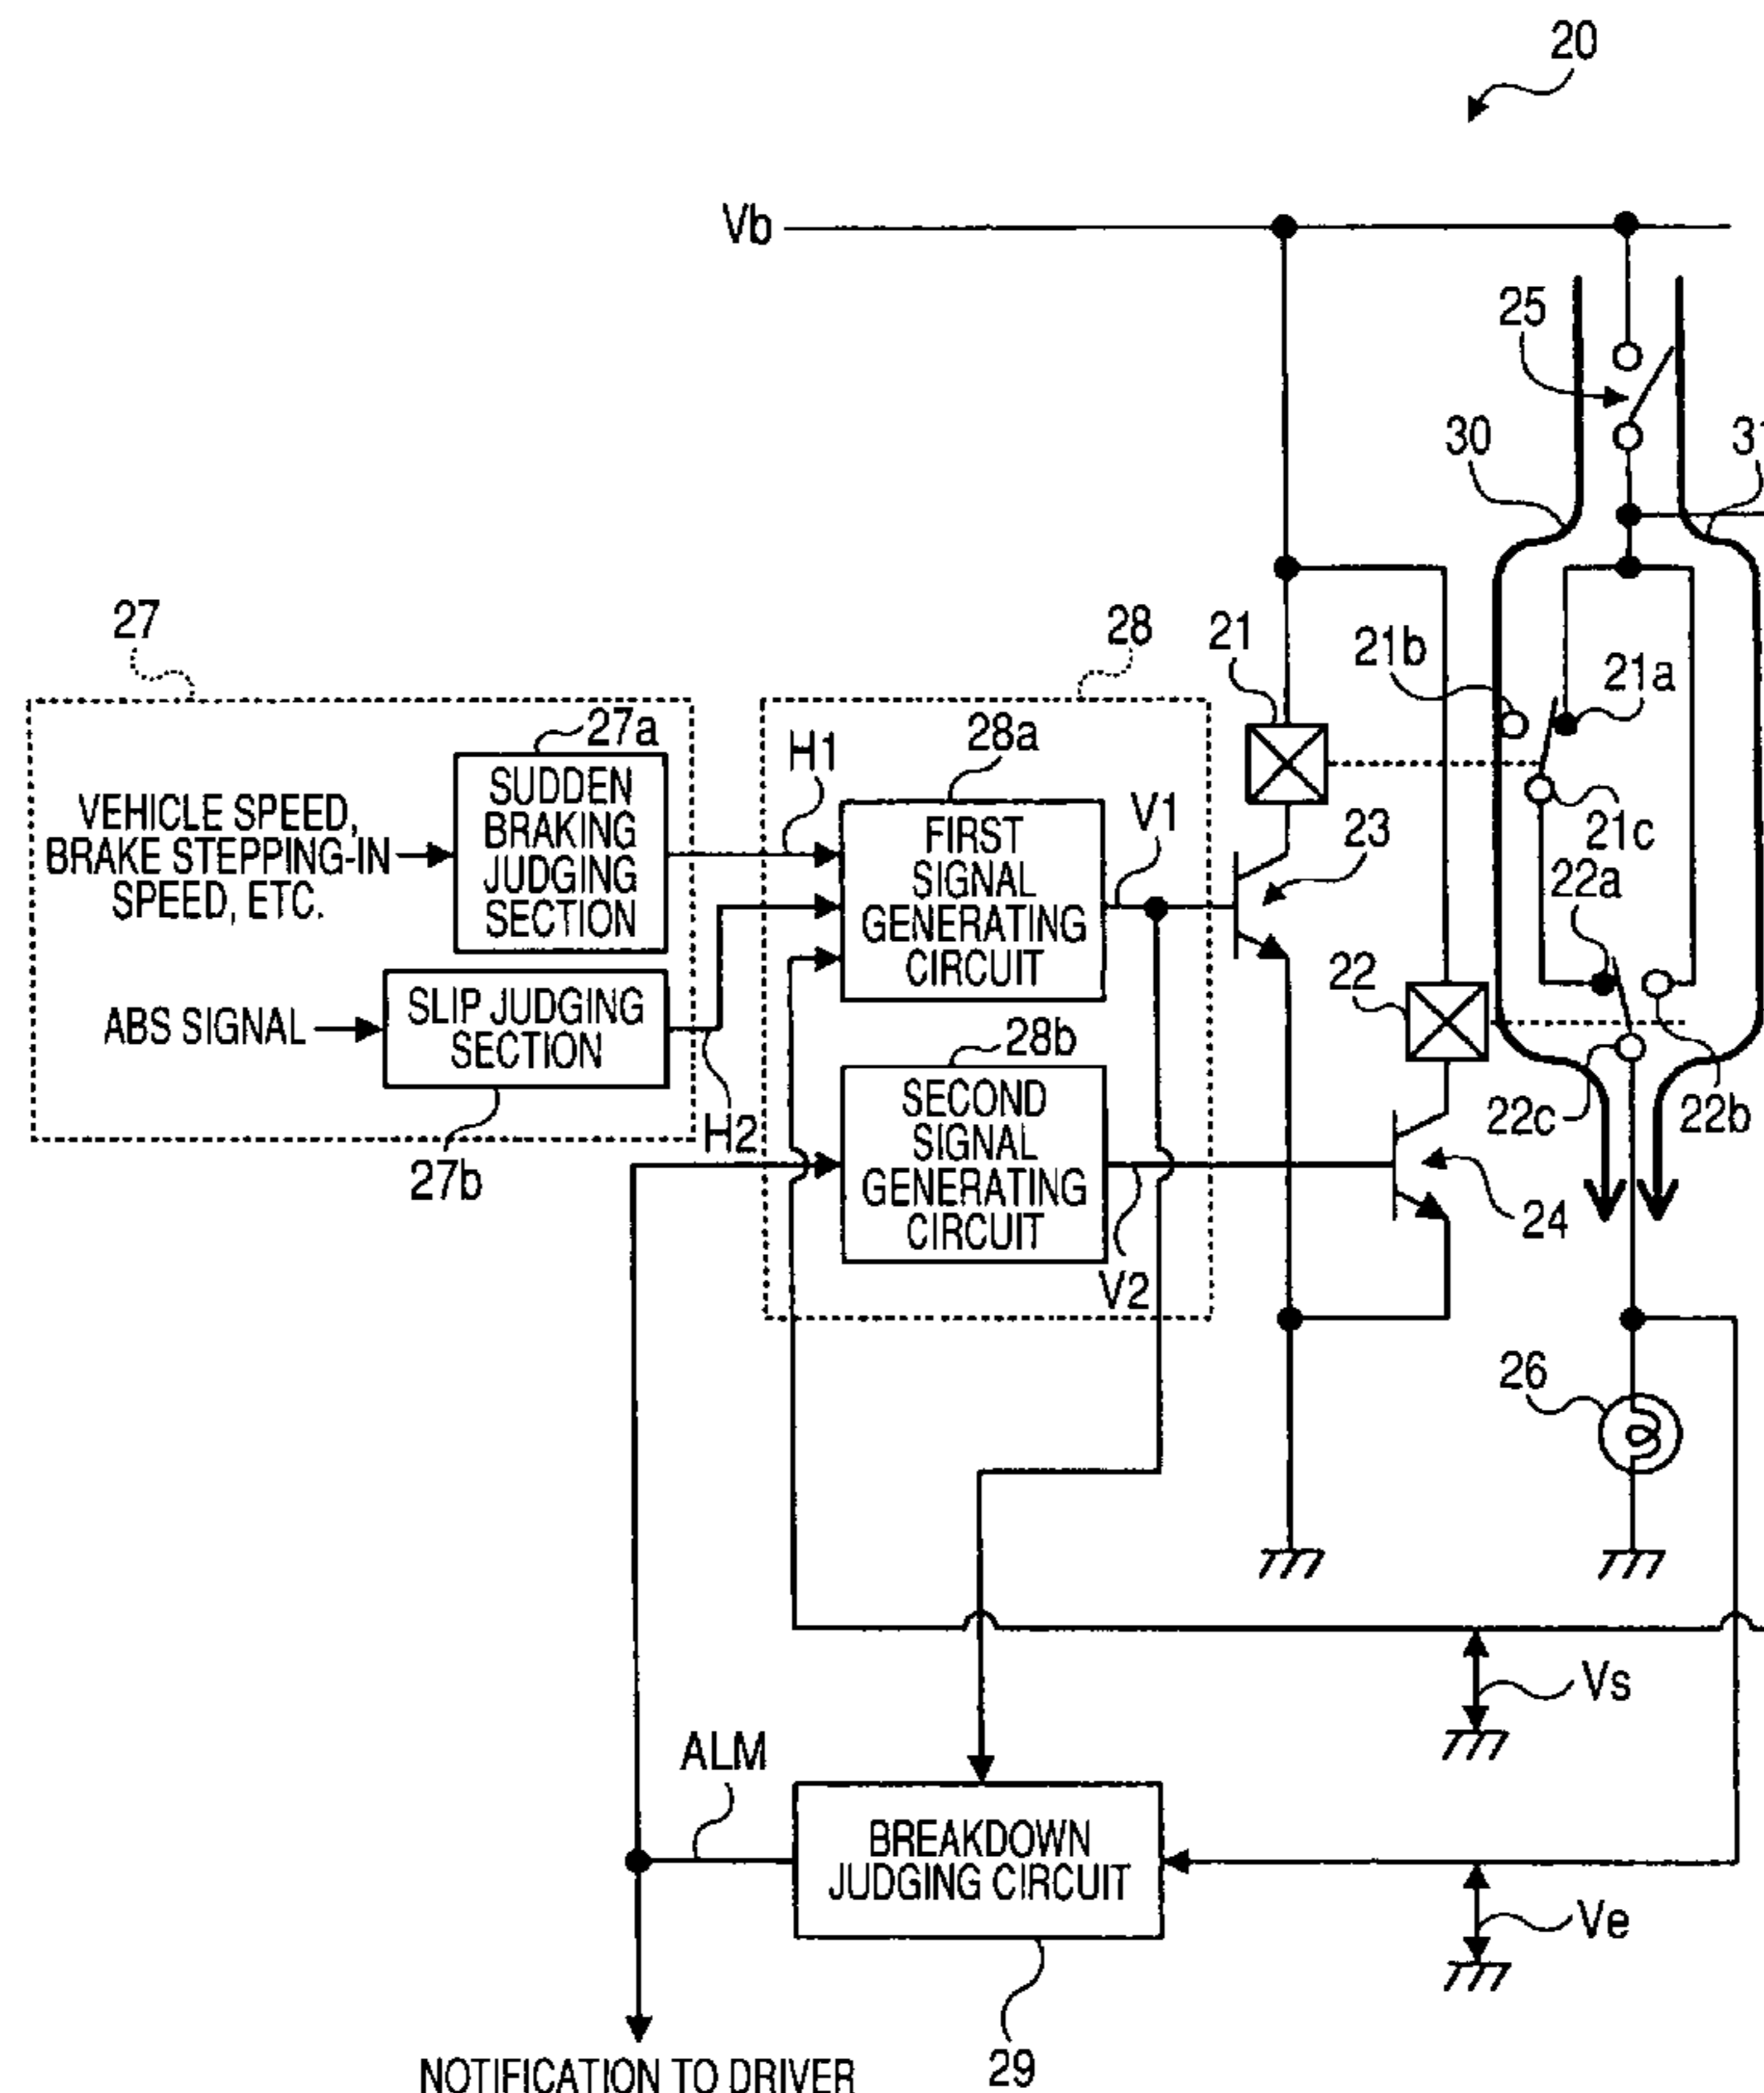 20
Vb
25
30
31
27
28
21
21b
21a
27a
H1
28a
V1
23
21c
VEHICLE SPEED,
BRAKE STEPPING-IN
SPEED, ETC.
SUDDEN
BRAKING
JUDGING
SECTION
FIRST
SIGNAL
GENERATING
CIRCUIT
22a
22
ABS SIGNAL
SLIP JUDGING
SECTION
28b
SECOND
SIGNAL
GENERATING
CIRCUIT
27b
H2
22c
22b
24
V2
26
Vs
ALM
BREAKDOWN
JUDGING CIRCUIT
Ve
29
NOTIFICATION TO DRIVER